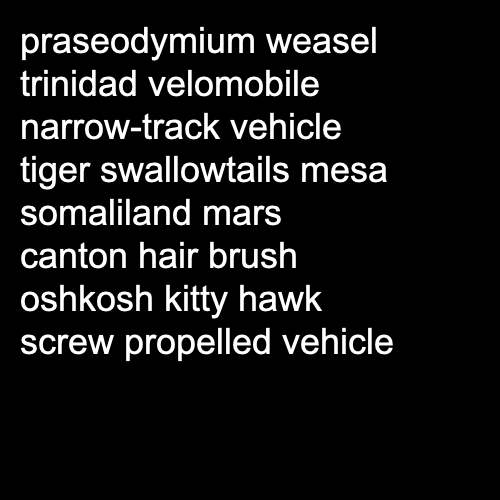 praseodymium weasel
trinidad velomobile
narrow-track vehicle
tiger swallowtails mesa
somaliland mars
canton hair brush
oshkosh kitty hawk
screw propelled vehicle